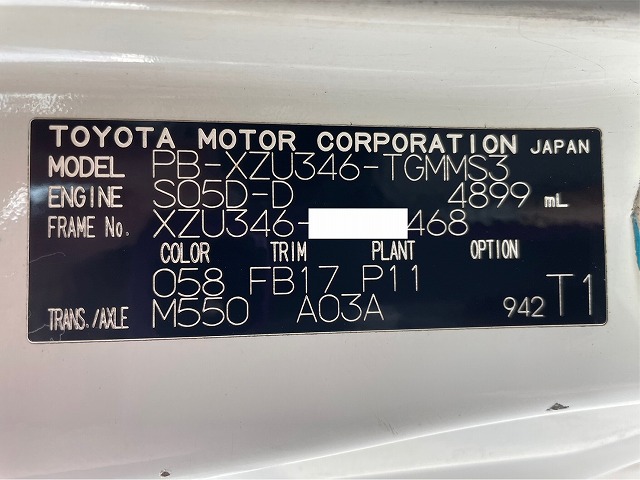 TOYOTA MOTOR CORPORATION JAPAN
MODEL PB-XZU346-TGMMS3
ENGINE S05D-D 4899 mL
FRAME No. XZU346- 468
COLOR TRIM PLANT OPTION
058 FB17 P11
TRANS./AXLE M550 A03A 942 T1